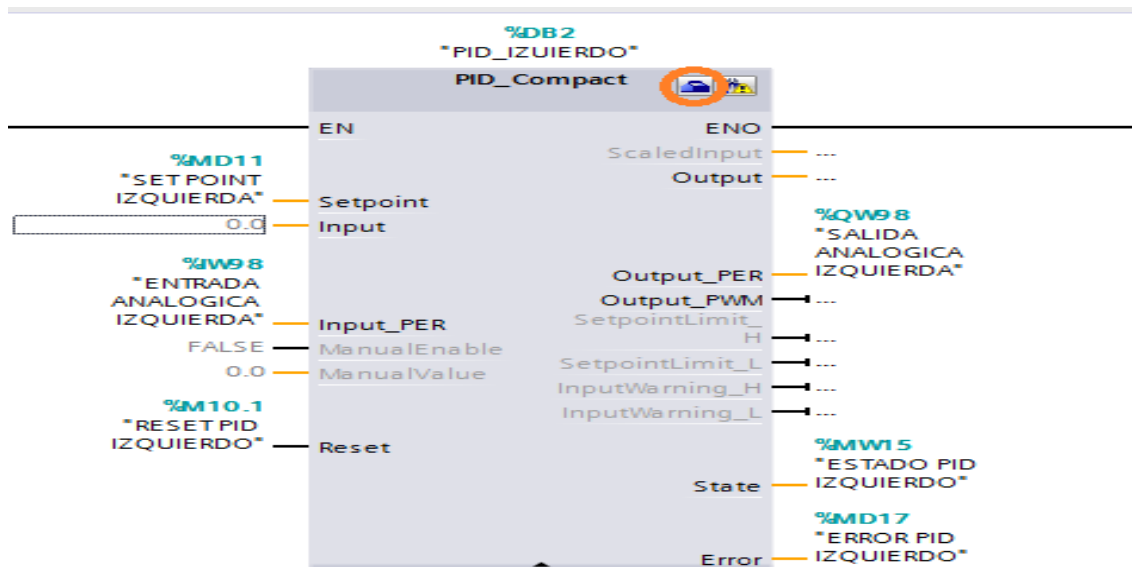 %DB2
"PID_IZUIERDO"
PID_Compact
EN
ENO
ScaledInput
---
%MD11
"SETPOINT
IZQUIERDA"
Output
---
Setpoint
0.0
Input
%QW98
"SALIDA
ANALOGICA
IZQUIERDA"
%IW98
"ENTRADA
ANALOGICA
IZQUIERDA"
Output_PER
Output_PWM
---
Input_PER
SetpointLimit_
H
---
FALSE
ManualEnable
SetpointLimit_L
---
0.0
ManualValue
InputWarning_H
---
InputWarning_L
---
%M10.1
"RESET PID
IZQUIERDO"
Reset
%MW15
"ESTADO PID
IZQUIERDO"
State
%MD17
"ERROR PID
IZQUIERDO"
Error